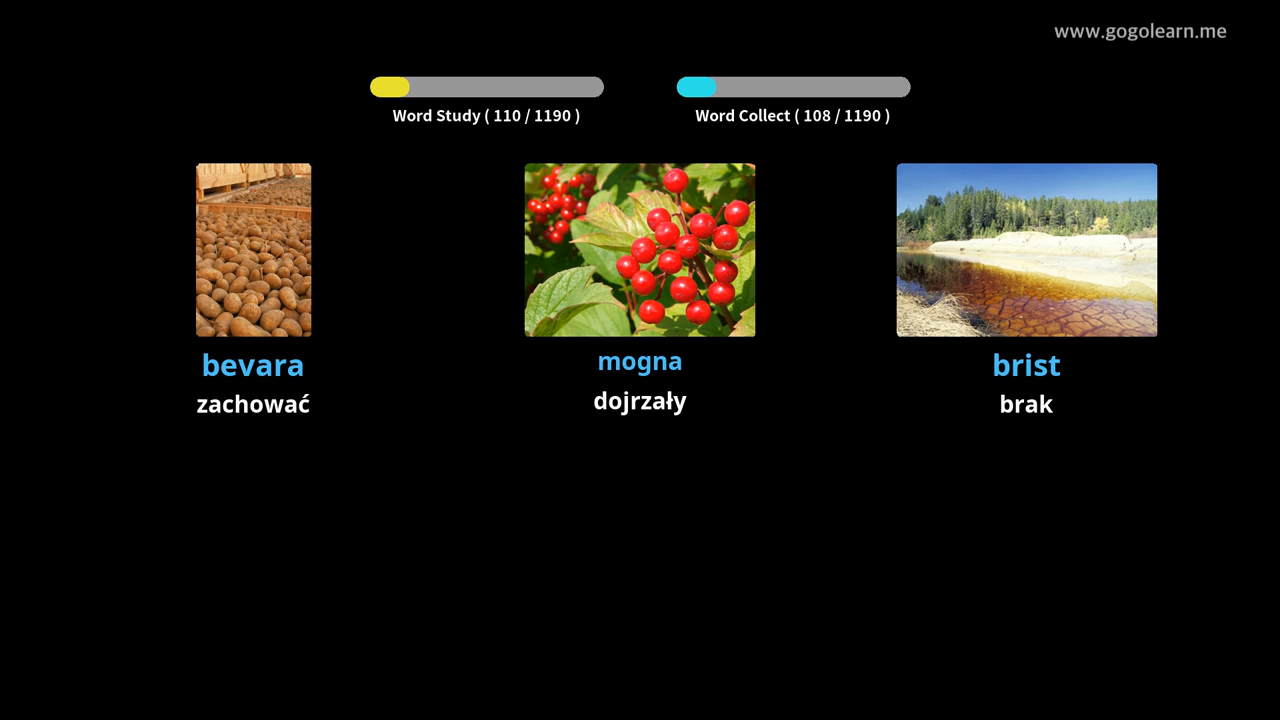 www.gogolearn.me
Word Study ( 110 / 1190 )
Word Collect ( 108 / 1190 )
bevara
zachować
mogna
dojrzały
brist
brak